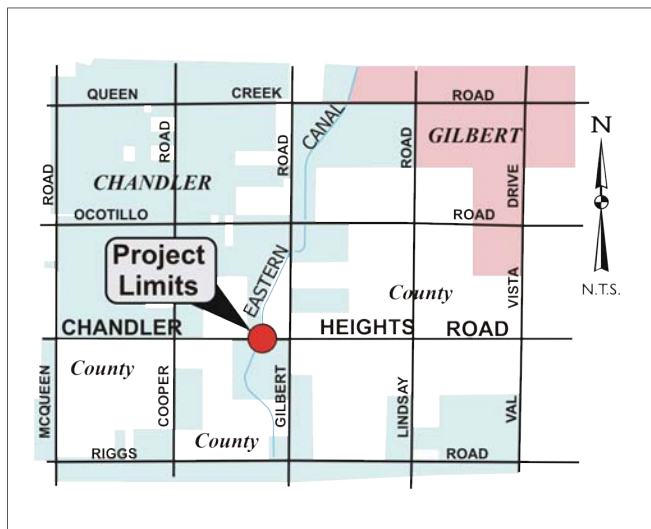 QUEEN CREEK ROAD
GILBERT
N
CANAL
ROAD
ROAD
ROAD
ROAD
CHANDLER
DRIVE
OCOTILLO ROAD
Project
Limits
EASTERN
County
VISTA
N.T.S.
CHANDLER HEIGHTS ROAD
County
MCQUEEN
COOPER
GILBERT
LINDSAY
VAL
County
RIGGS ROAD